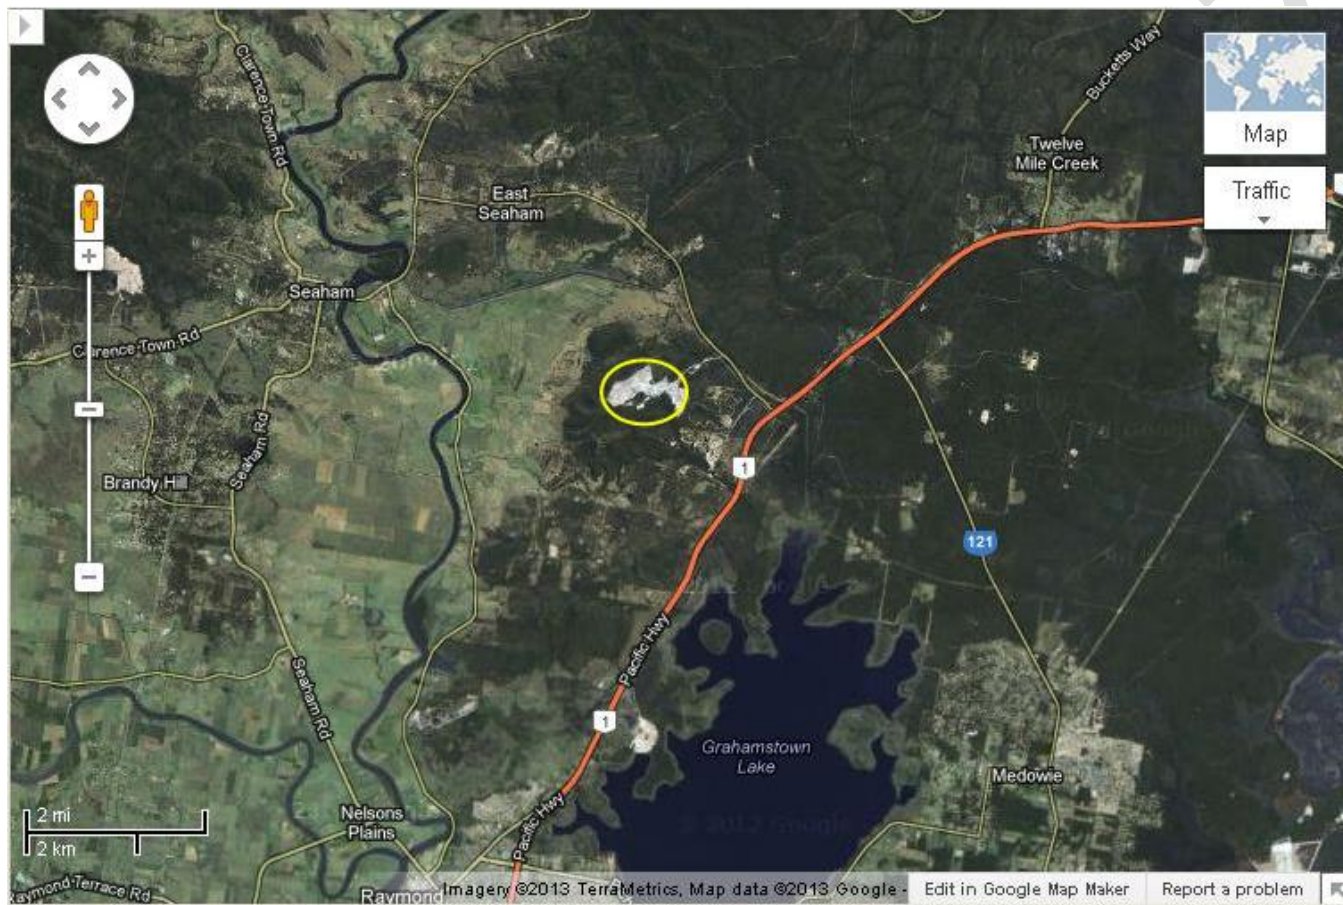 Clarence Town Rd
Bucketts Way
Map
Twelve
Mile Creek
Traffic
East
Seaham
Seaham
Clarence Town Rd
Seaham Rd
Brandy Hill
1
121
Pacific Hwy
Seaham Rd
1
Grahamstown
Lake
Medowie
2 mi
2 km
Nelsons
Plains
Pacific Hwy
Raymond Terrace Rd
Raymond
Imagery ©2013 TerraMetrics, Map data ©2013 Google -
Edit in Google Map Maker
Report a problem